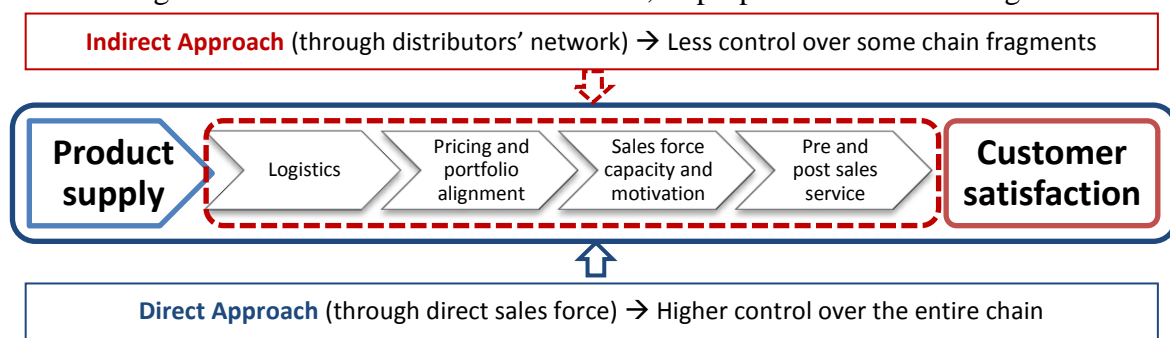 Indirect Approach (through distributors’ network) → Less control over some chain fragments
Product
supply
Logistics
Pricing and
portfolio
alignment
Sales force
capacity and
motivation
Pre and
post sales
service
Customer
satisfaction
Direct Approach (through direct sales force) → Higher control over the entire chain